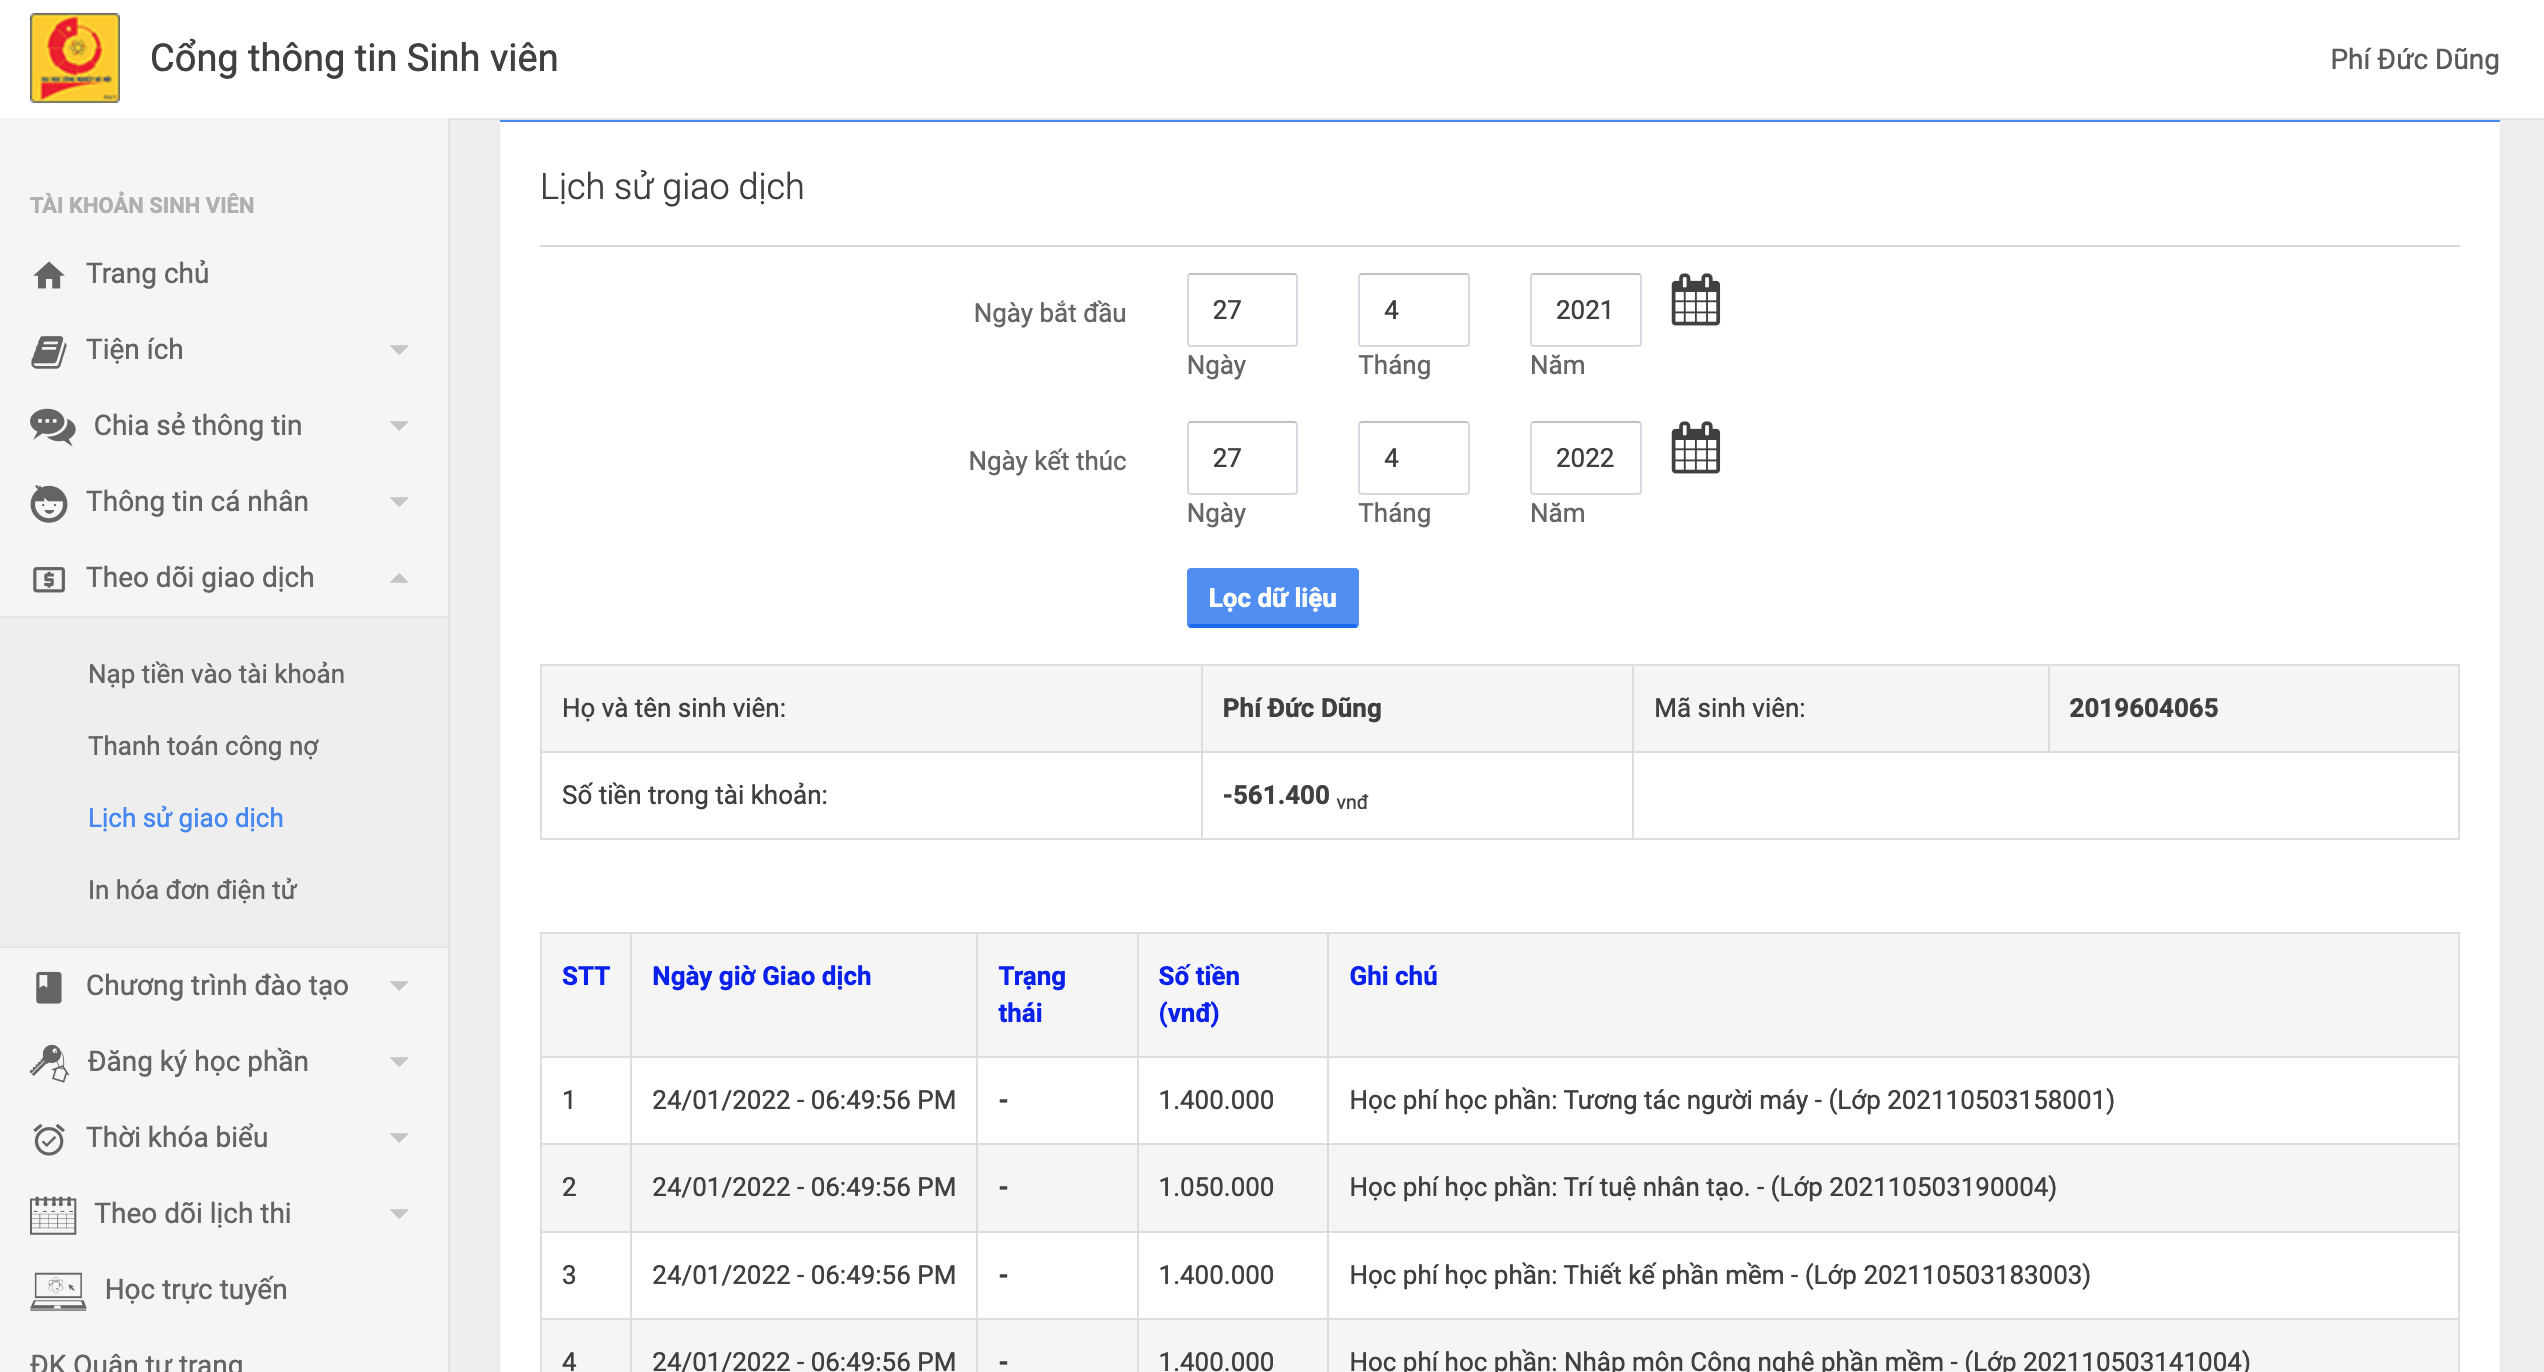 Cổng thông tin Sinh viên
Phí Đức Dũng
TÀI KHOẢN SINH VIÊN
Trang chủ
Tiện ích
Chia sẻ thông tin
Thông tin cá nhân
Theo dõi giao dịch
Nạp tiền vào tài khoản
Thanh toán công nợ
Lịch sử giao dịch
In hóa đơn điện tử
Chương trình đào tạo
Đăng ký học phần
Thời khóa biểu
Theo dõi lịch thi
Học trực tuyến
ĐK Quân tư trang
Lịch sử giao dịch
Ngày bắt đầu 27 4 2021
Ngày Tháng Năm
Ngày kết thúc 27 4 2022
Ngày Tháng Năm
Lọc dữ liệu
Họ và tên sinh viên: Phí Đức Dũng Mã sinh viên: 2019604065
Số tiền trong tài khoản: -561.400 vnđ
STT Ngày giờ Giao dịch Trạng thái Số tiền (vnđ) Ghi chú
1 24/01/2022 - 06:49:56 PM - 1.400.000 Học phí học phần: Tương tác người máy - (Lớp 202110503158001)
2 24/01/2022 - 06:49:56 PM - 1.050.000 Học phí học phần: Trí tuệ nhân tạo. - (Lớp 202110503190004)
3 24/01/2022 - 06:49:56 PM - 1.400.000 Học phí học phần: Thiết kế phần mềm - (Lớp 202110503183003)
4 24/01/2022 - 06:49:56 PM - 1.400.000 Học phí học phần: Nhập môn Công nghệ phần mềm - (Lớp 202110503141004)